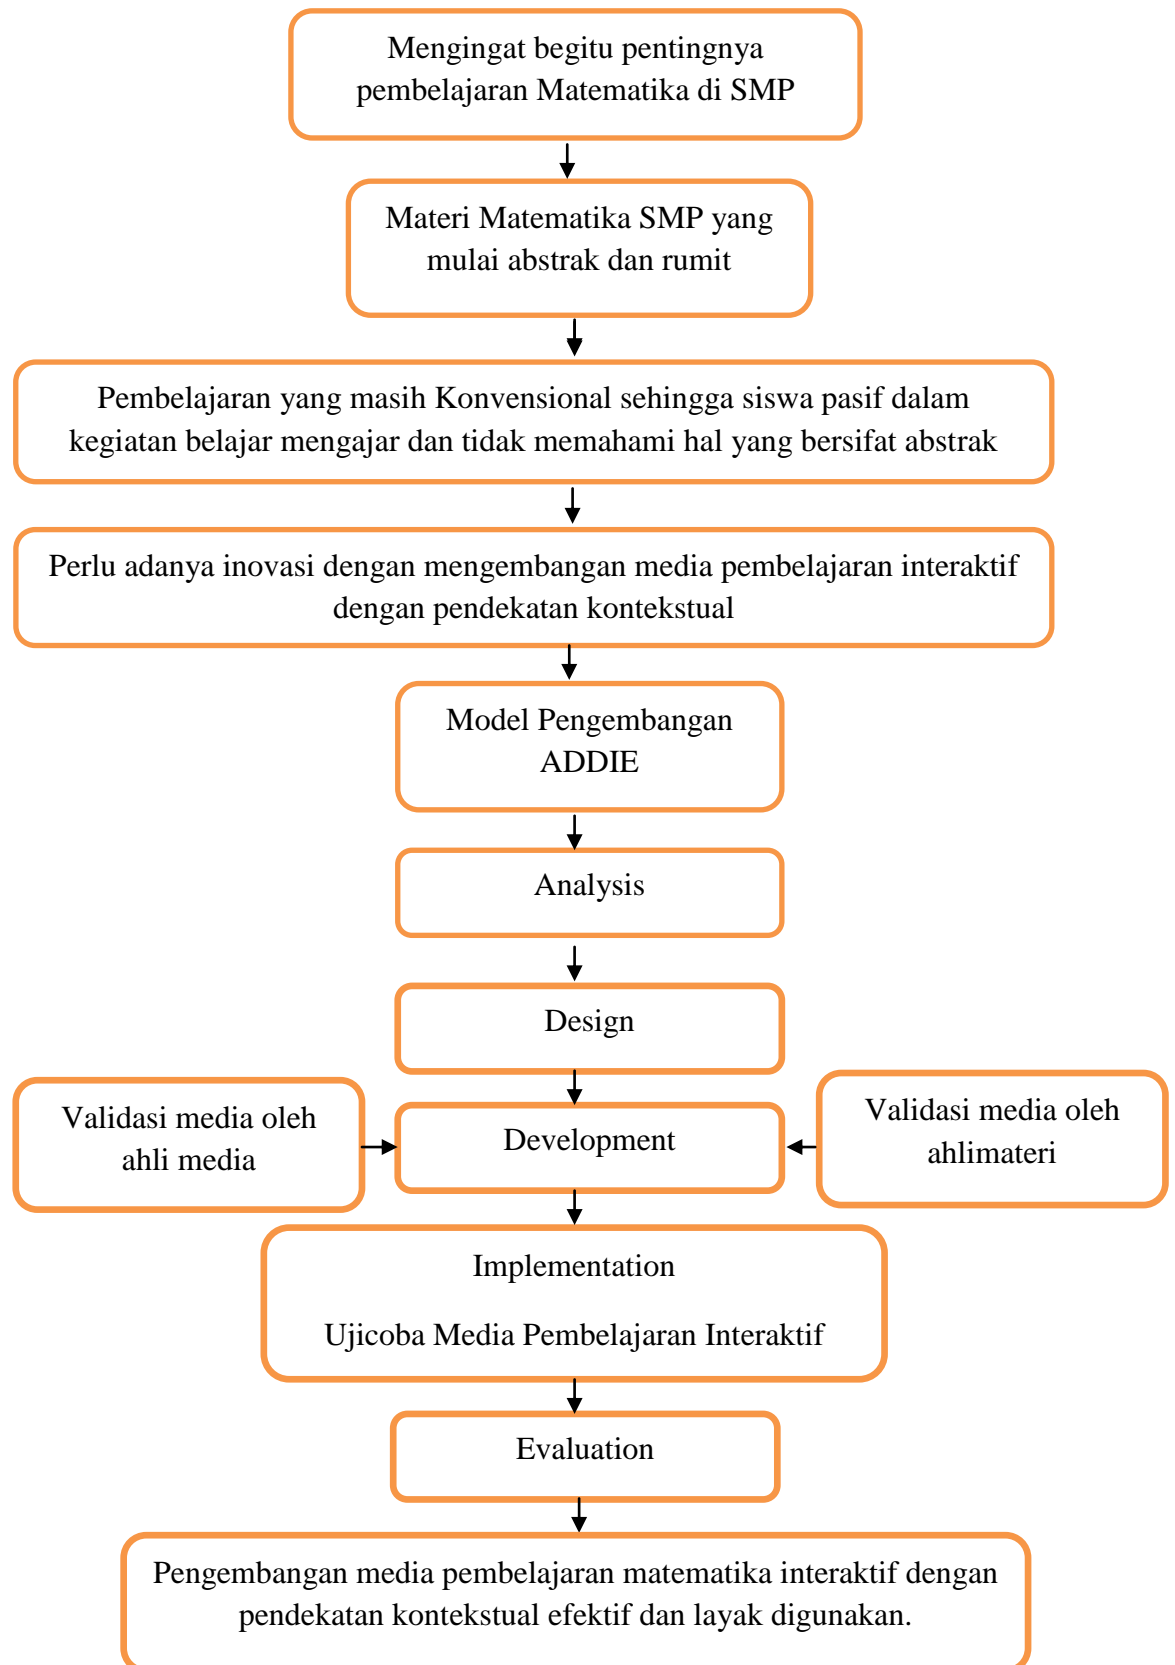 Mengingat begitu pentingnya
pembelajaran Matematika di SMP
Materi Matematika SMP yang
mulai abstrak dan rumit
Pembelajaran yang masih Konvensional sehingga siswa pasif dalam
kegiatan belajar mengajar dan tidak memahami hal yang bersifat abstrak
Perlu adanya inovasi dengan mengembangan media pembelajaran interaktif
dengan pendekatan kontekstual
Model Pengembangan
ADDIE
Analysis
Design
Validasi media oleh
ahli media
Development
Validasi media oleh
ahlimateri
Implementation
Ujicoba Media Pembelajaran Interaktif
Evaluation
Pengembangan media pembelajaran matematika interaktif dengan
pendekatan kontekstual efektif dan layak digunakan.